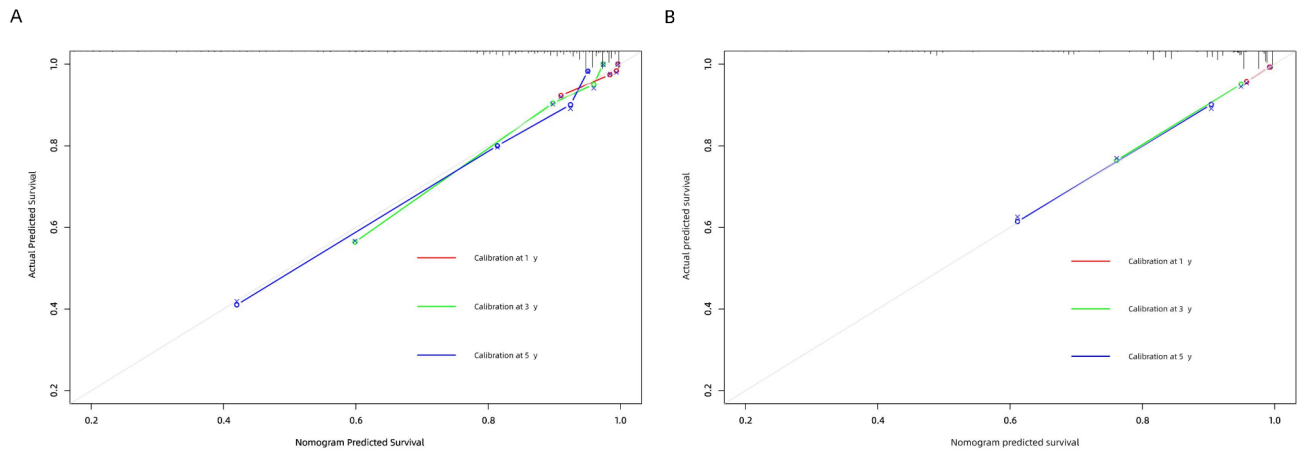 A
1.0
0.8
0.6
0.4
0.2
Actual Predicted Survival
Calibration at 1 y
Calibration at 3 y
Calibration at 5 y
0.2 0.4 0.6 0.8 1.0
Nomogram Predicted Survival
B
1.0
0.8
0.6
0.4
0.2
Actual predicted survival
Calibration at 1 y
Calibration at 3 y
Calibration at 5 y
0.2 0.4 0.6 0.8 1.0
Nomogram predicted survival